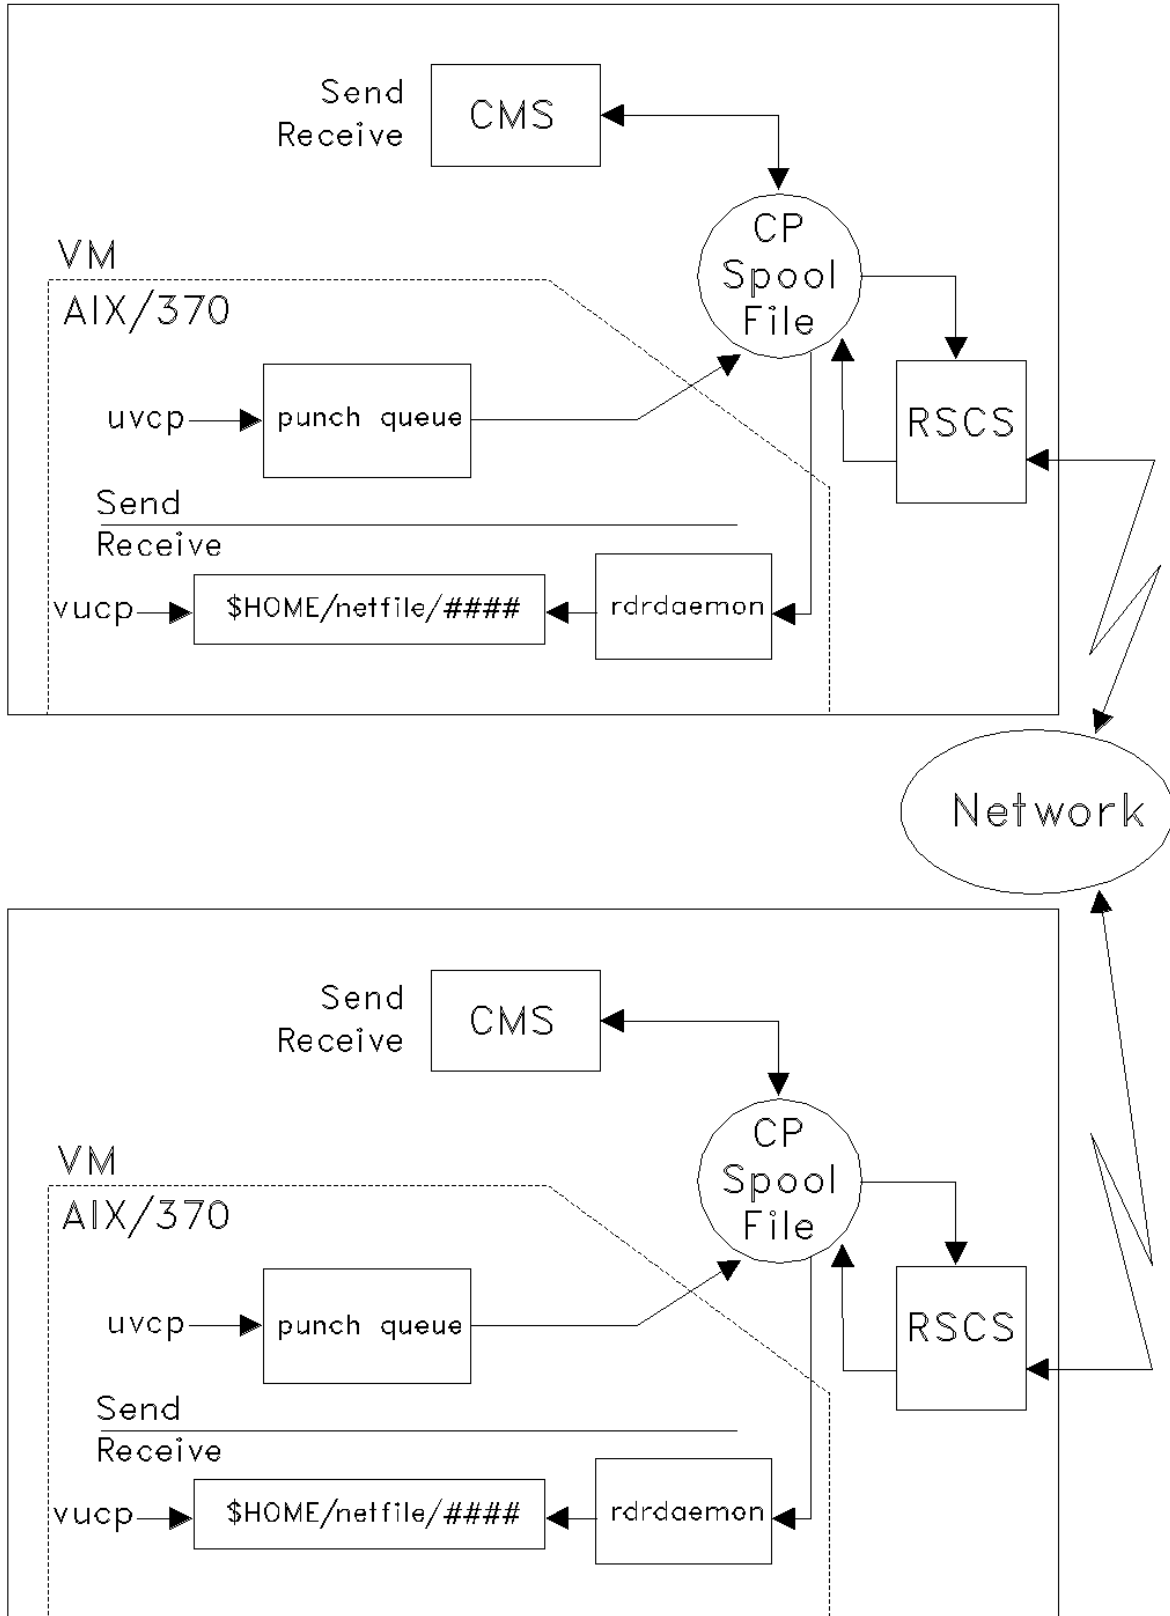 Send
Receive
CMS
VM
AIX/370
CP
Spool
File
uvcp
punch queue
RSCS
Send
Receive
vucp
$HOME/netfile/####
rdrdaemon
Network
Send
Receive
CMS
VM
AIX/370
CP
Spool
File
uvcp
punch queue
RSCS
Send
Receive
vucp
$HOME/netfile/####
rdrdaemon